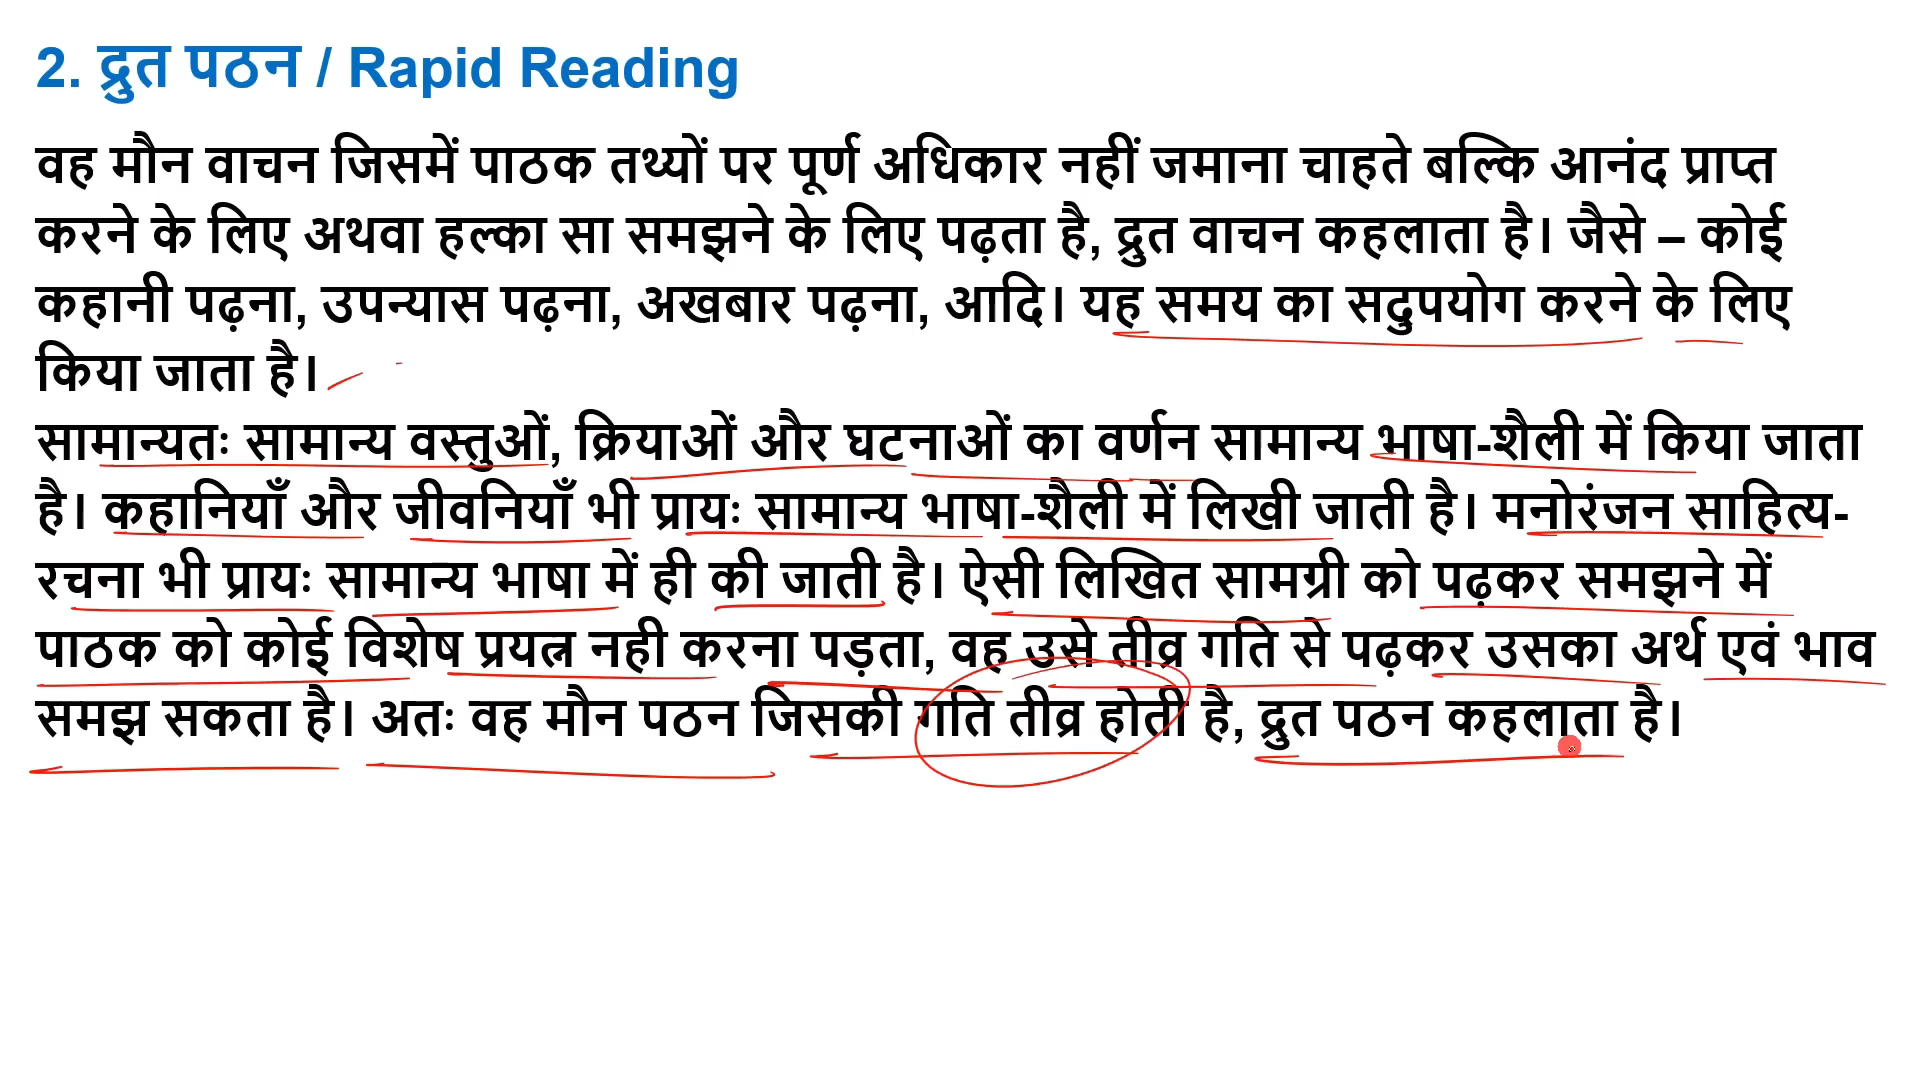 2. द्रुत पठन / Rapid Reading
वह मौन वाचन जिसमें पाठक तथ्यों पर पूर्ण अधिकार नहीं जमाना चाहते बल्कि आनंद प्राप्त
करने के लिए अथवा हल्का सा समझने के लिए पढ़ता है, द्रुत वाचन कहलाता है। जैसे – कोई
कहानी पढ़ना, उपन्यास पढ़ना, अखबार पढ़ना, आदि। यह समय का सदुपयोग करने के लिए
किया जाता है।
सामान्यतः सामान्य वस्तुओं, क्रियाओं और घटनाओं का वर्णन सामान्य भाषा-शैली में किया जाता
है। कहानियाँ और जीवनियाँ भी प्रायः सामान्य भाषा-शैली में लिखी जाती है। मनोरंजन साहित्य-
रचना भी प्रायः सामान्य भाषा में ही की जाती है। ऐसी लिखित सामग्री को पढ़कर समझने में
पाठक को कोई विशेष प्रयत्न नही करना पड़ता, वह उसे तीव्र गति से पढ़कर उसका अर्थ एवं भाव
समझ सकता है। अतः वह मौन पठन जिसकी गति तीव्र होती है, द्रुत पठन कहलाता है।